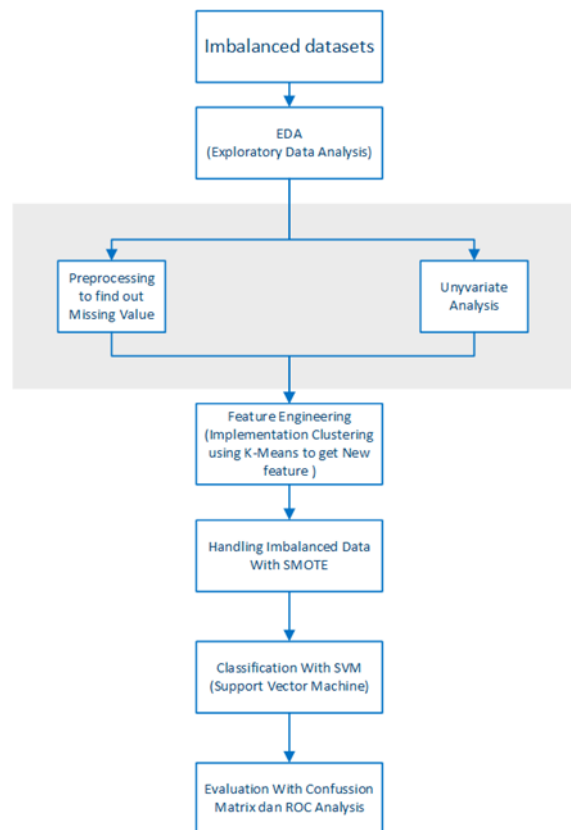 Imbalanced datasets
EDA
(Exploratory Data Analysis)
Preprocessing
to find out
Missing Value
Unyvariate
Analysis
Feature Engineering
(Implementation Clustering
using K-Means to get New
feature )
Handling Imbalanced Data
With SMOTE
Classification With SVM
(Support Vector Machine)
Evaluation With Confussion
Matrix dan ROC Analysis